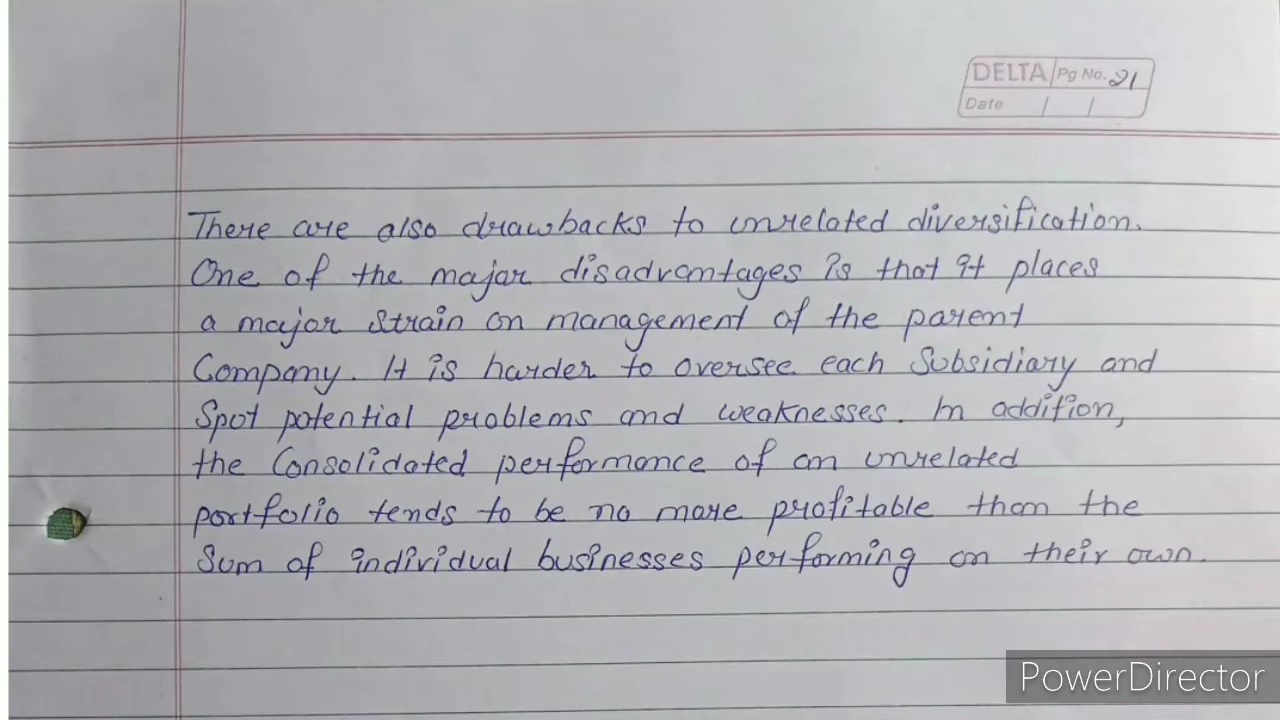 DELTA Pg No. 21
Date / /
There are also drawbacks to unrelated diversification.
One of the major disadvantages is that it places
a major strain on management of the parent
Company. It is harder to oversee each Subsidiary and
Spot potential problems and weaknesses. In addition,
the Consolidated performance of an unrelated
portfolio tends to be no more profitable than the
Sum of individual businesses performing on their own.
PowerDirector